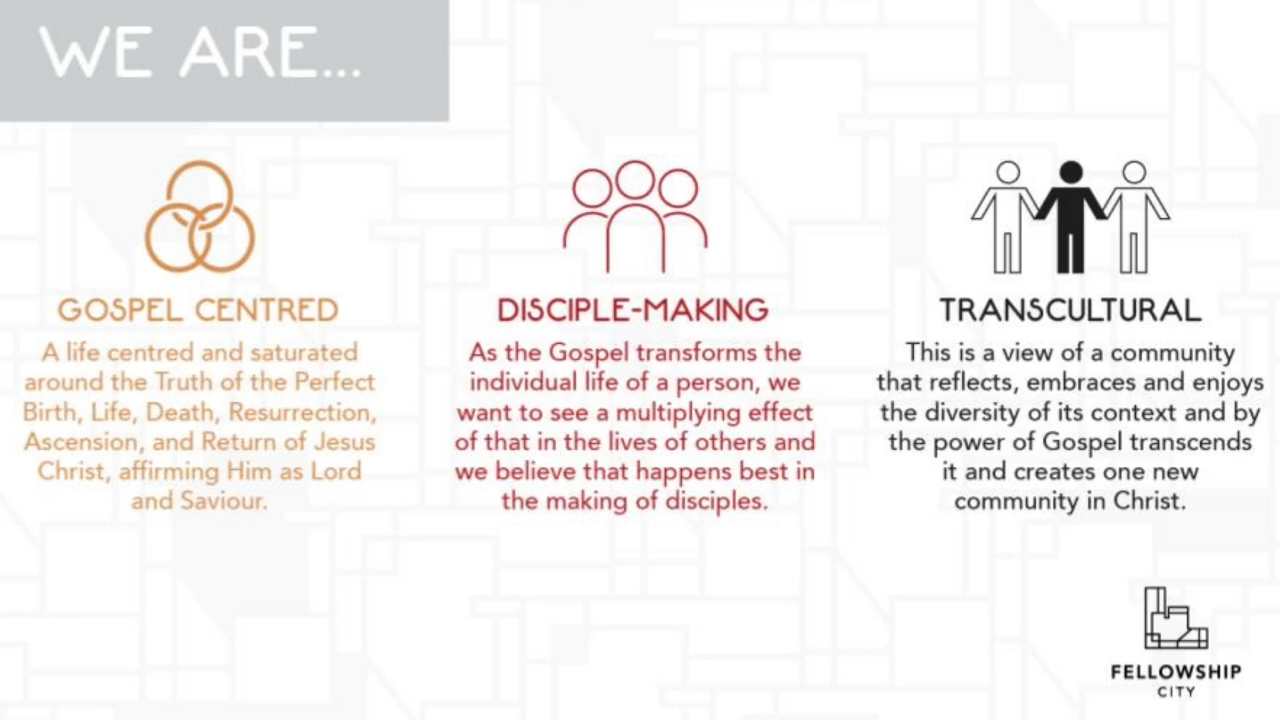 WE ARE...
GOSPEL CENTRED
A life centred and saturated
around the Truth of the Perfect
Birth, Life, Death, Resurrection,
Ascension, and Return of Jesus
Christ, affirming Him as Lord
and Saviour.
DISCIPLE-MAKING
As the Gospel transforms the
individual life of a person, we
want to see a multiplying effect
of that in the lives of others and
we believe that happens best in
the making of disciples.
TRANSCULTURAL
This is a view of a community
that reflects, embraces and enjoys
the diversity of its context and by
the power of Gospel transcends
it and creates one new
community in Christ.
FELLOWSHIP
CITY